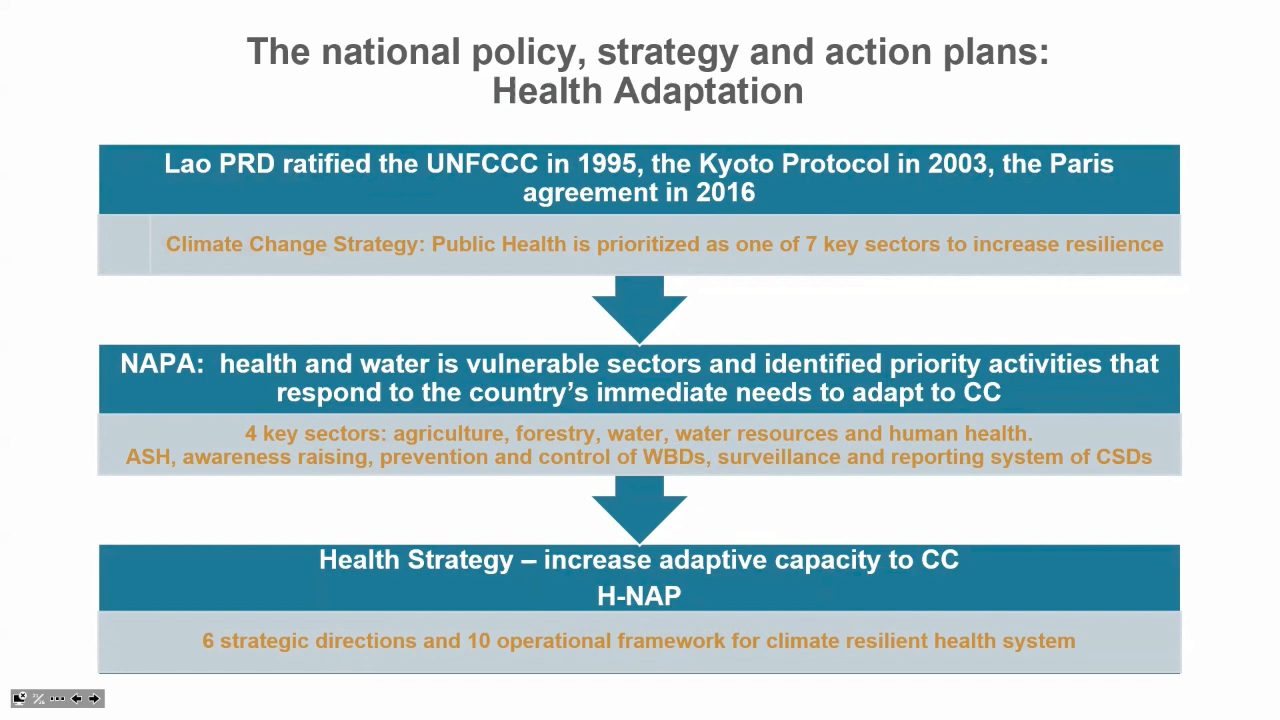 The national policy, strategy and action plans:
Health Adaptation
Lao PRD ratified the UNFCCC in 1995, the Kyoto Protocol in 2003, the Paris
agreement in 2016
Climate Change Strategy: Public Health is prioritized as one of 7 key sectors to increase resilience
NAPA:  health and water is vulnerable sectors and identified priority activities that
respond to the country’s immediate needs to adapt to CC
4 key sectors: agriculture, forestry, water, water resources and human health.
ASH, awareness raising, prevention and control of WBDs, surveillance and reporting system of CSDs
Health Strategy – increase adaptive capacity to CC
H-NAP
6 strategic directions and 10 operational framework for climate resilient health system